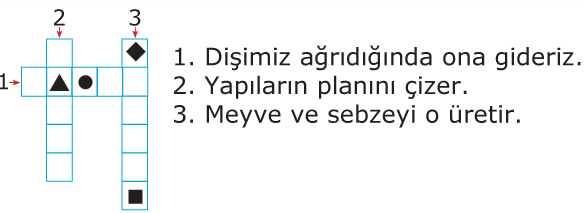 2 3
1
1. Dişimiz ağrıdığında ona gideriz.
2. Yapıların planını çizer.
3. Meyve ve sebzeyi o üretir.